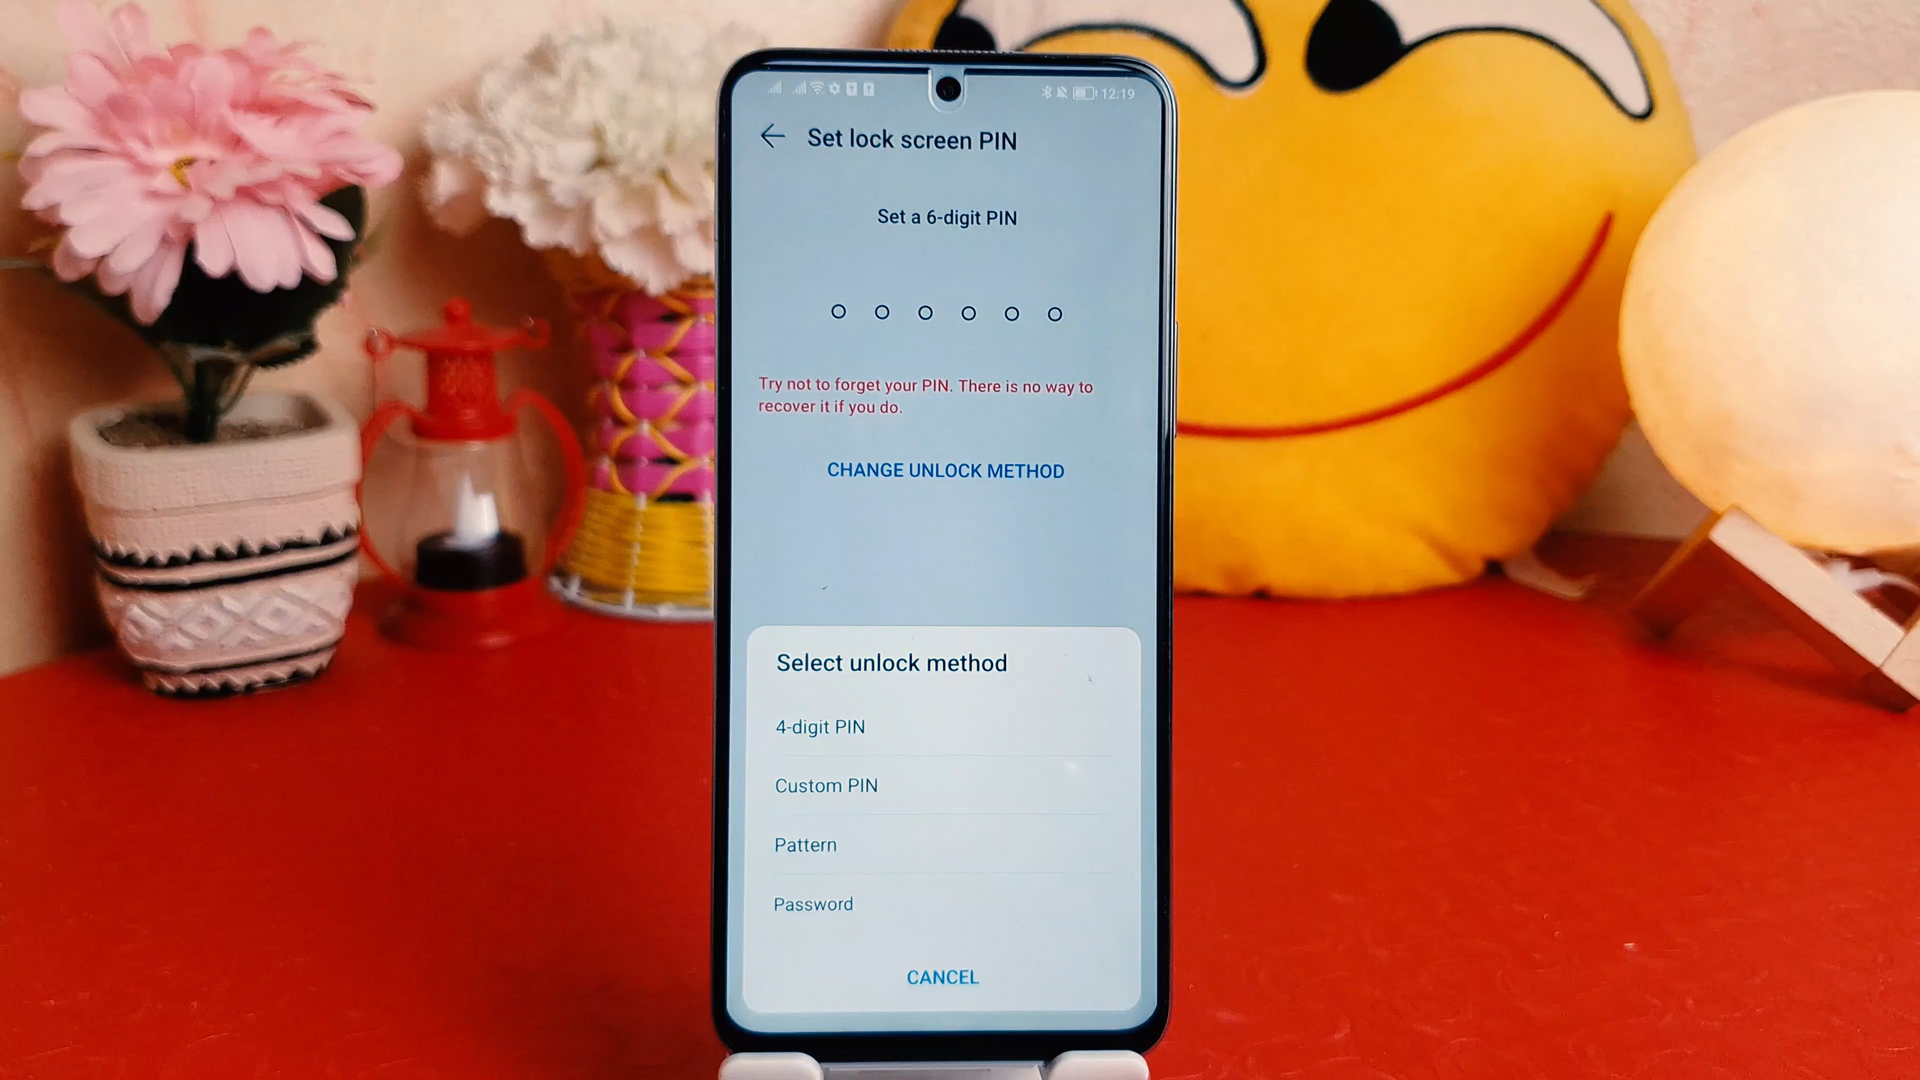 12:19
Set lock screen PIN
Set a 6-digit PIN
Try not to forget your PIN. There is no way to
recover it if you do.
CHANGE UNLOCK METHOD
Select unlock method
4-digit PIN
Custom PIN
Pattern
Password
CANCEL